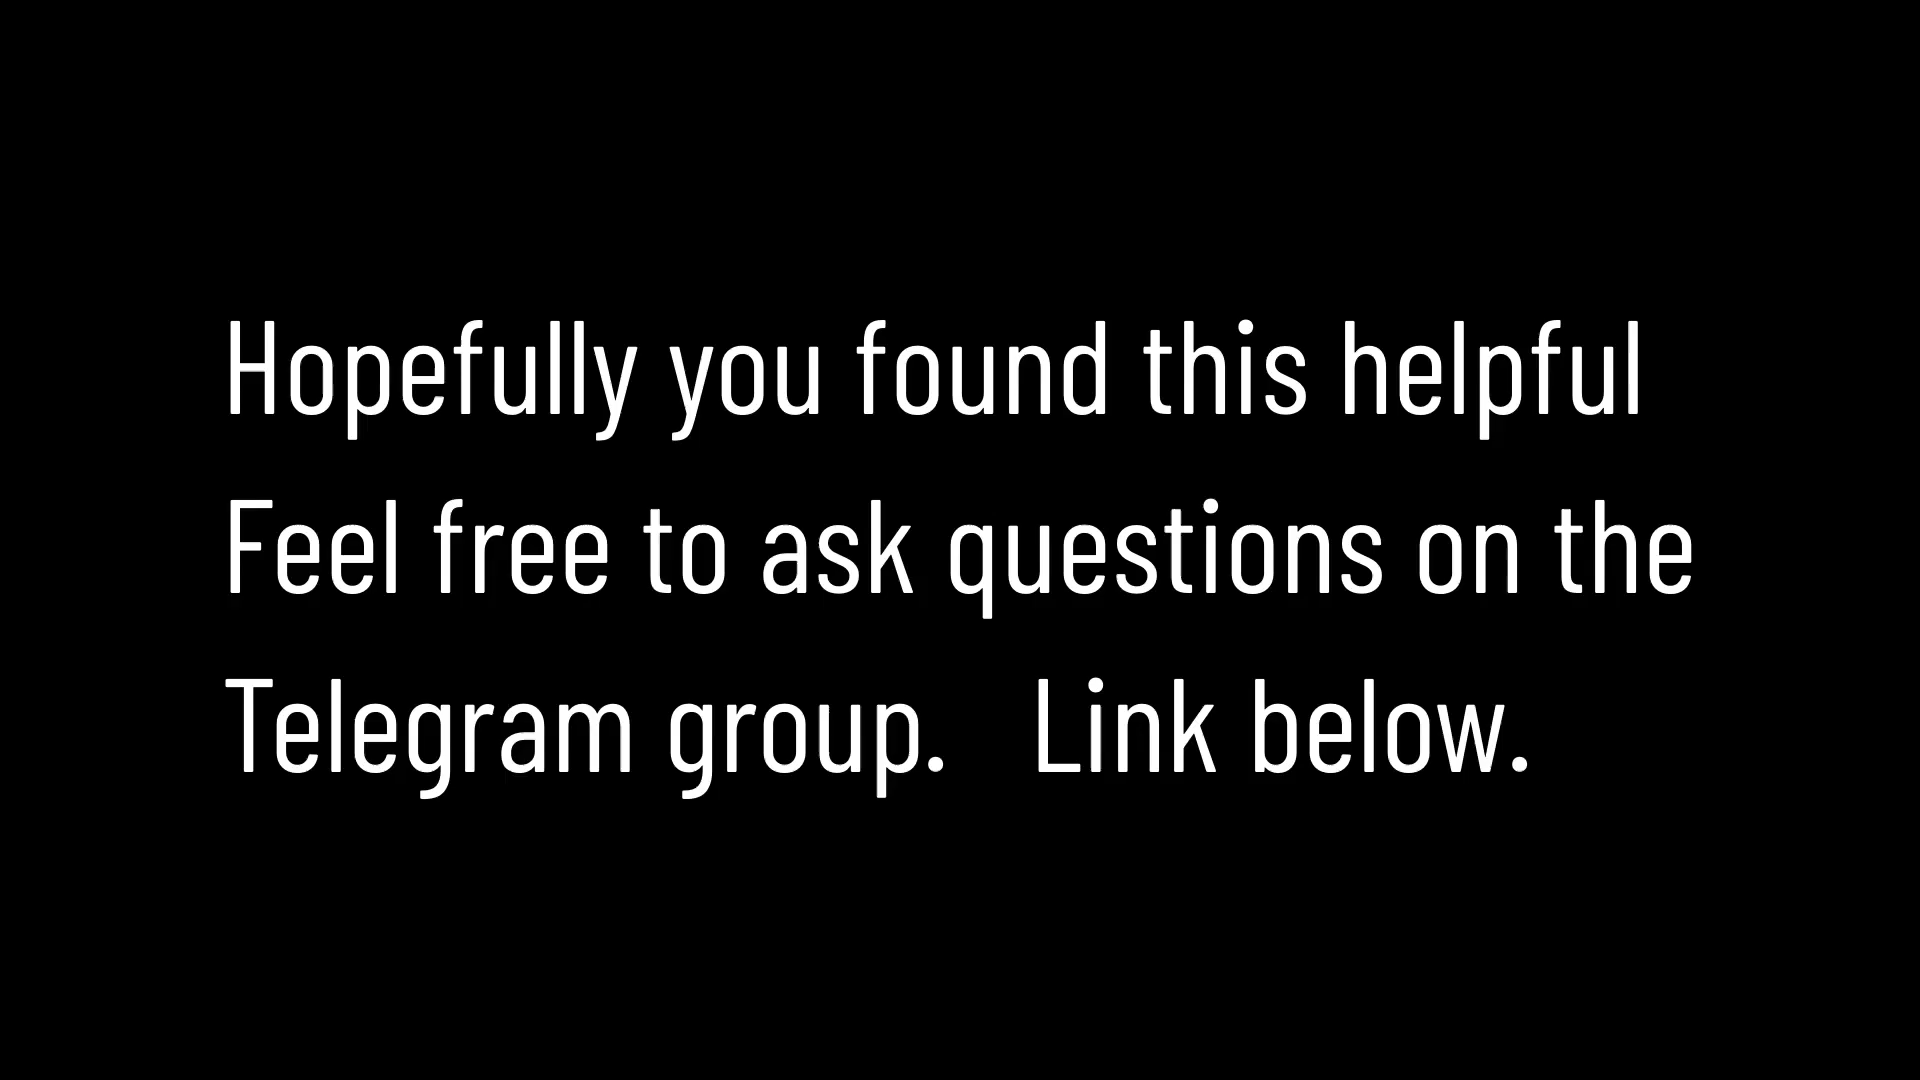 Hopefully you found this helpful
Feel free to ask questions on the
Telegram group.   Link below.